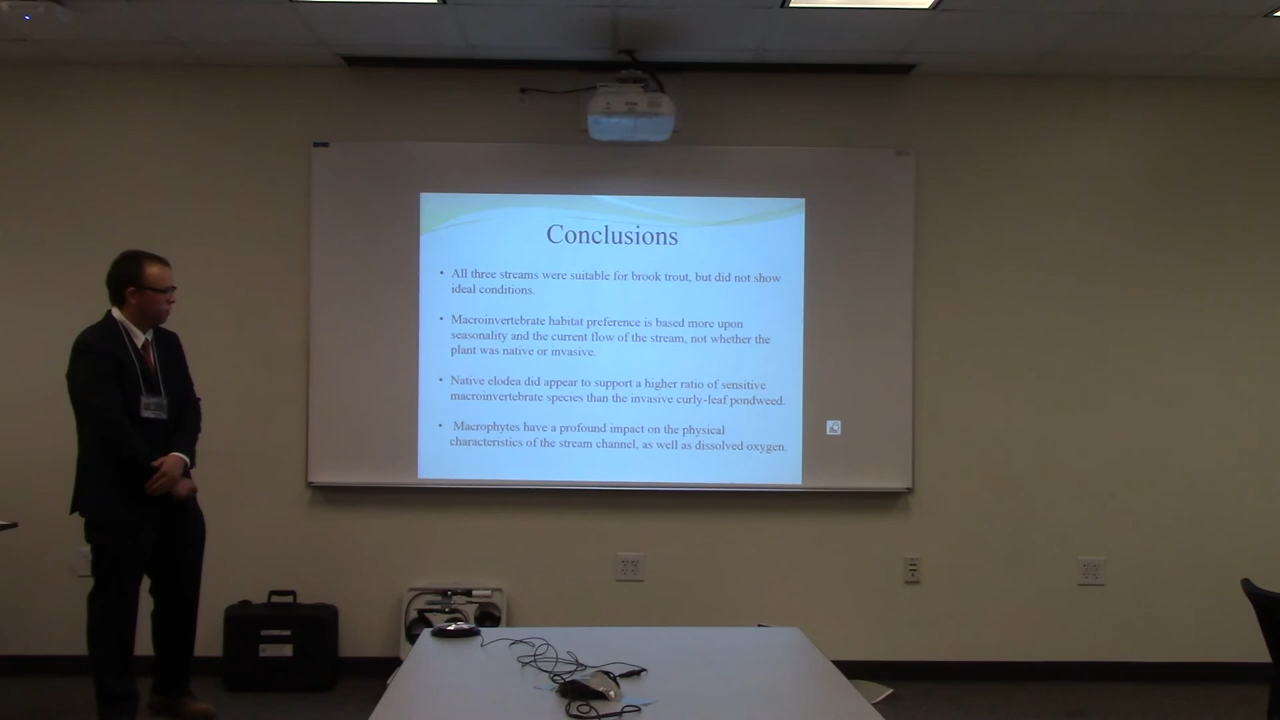 Conclusions
• All three streams were suitable for brook trout, but did not show
ideal conditions.
• Macroinvertebrate habitat preference is based more upon
seasonality and the current flow of the stream, not whether the
plant was native or invasive.
• Native elodea did appear to support a higher ratio of sensitive
macroinvertebrate species than the invasive curly-leaf pondweed.
• Macrophytes have a profound impact on the physical
characteristics of the stream channel, as well as dissolved oxygen.